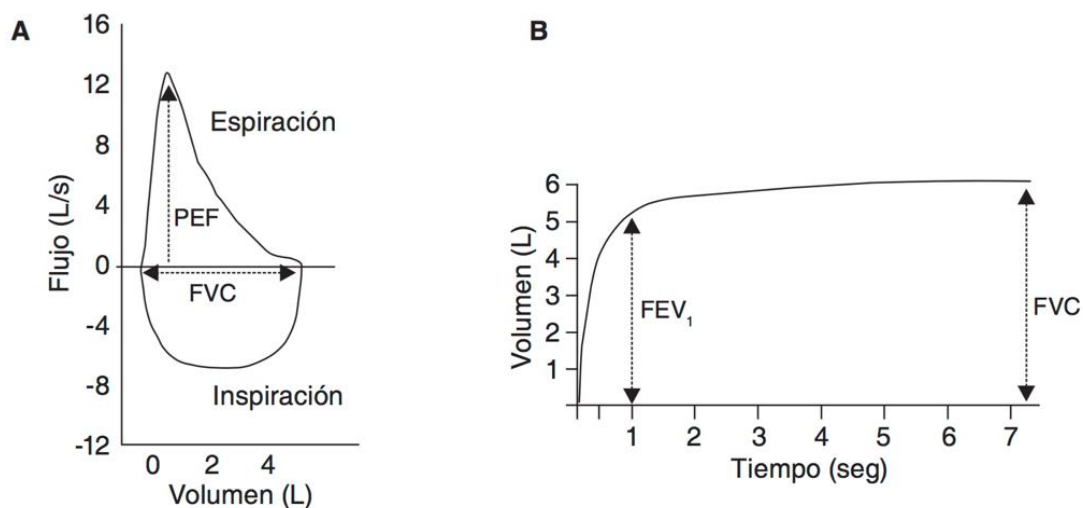 A
16
12
8
4
0
-4
-8
-12
Flujo (L/s)
Espiración
PEF
FVC
Inspiración
0 2 4
Volumen (L)
B
6
5
4
3
2
1
Volumen (L)
FEV1
FVC
1 2 3 4 5 6 7
Tiempo (seg)